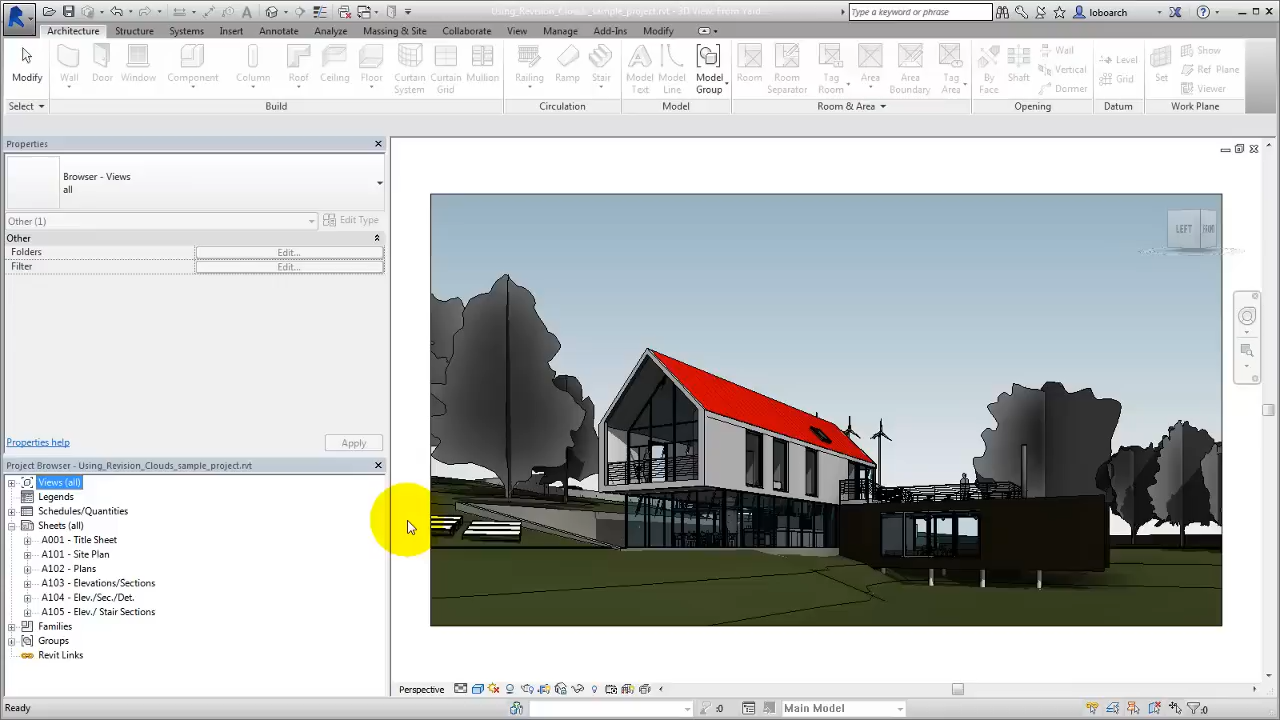 Using_Revision_Clouds_sample_project.rvt - 3D View: From Yard
Type a keyword or phrase
loboarch
Architecture Structure Systems Insert Annotate Analyze Massing & Site Collaborate View Manage Add-Ins Modify
Modify
Wall Door Window Component Column Roof Ceiling Floor Curtain System Curtain Grid Mullion
Railing Ramp Stair
Model Text Model Line Model Group
Room Room Separator Tag Room Area Area Boundary Tag Area
By Face Shaft Wall Vertical Dormer
Level Grid
Set Show Ref Plane Viewer
Select Build Circulation Model Room & Area Opening Datum Work Plane
Properties
Browser - Views
all
Other (1) Edit Type
Other
Folders Edit...
Filter Edit...
Properties help Apply
Project Browser - Using_Revision_Clouds_sample_project.rvt
Views (all)
Legends
Schedules/Quantities
Sheets (all)
A001 - Title Sheet
A101 - Site Plan
A102 - Plans
A103 - Elevations/Sections
A104 - Elev./Sec./Det.
A105 - Elev./ Stair Sections
Families
Groups
Revit Links
LEFT
Perspective
Ready :0 Main Model :0